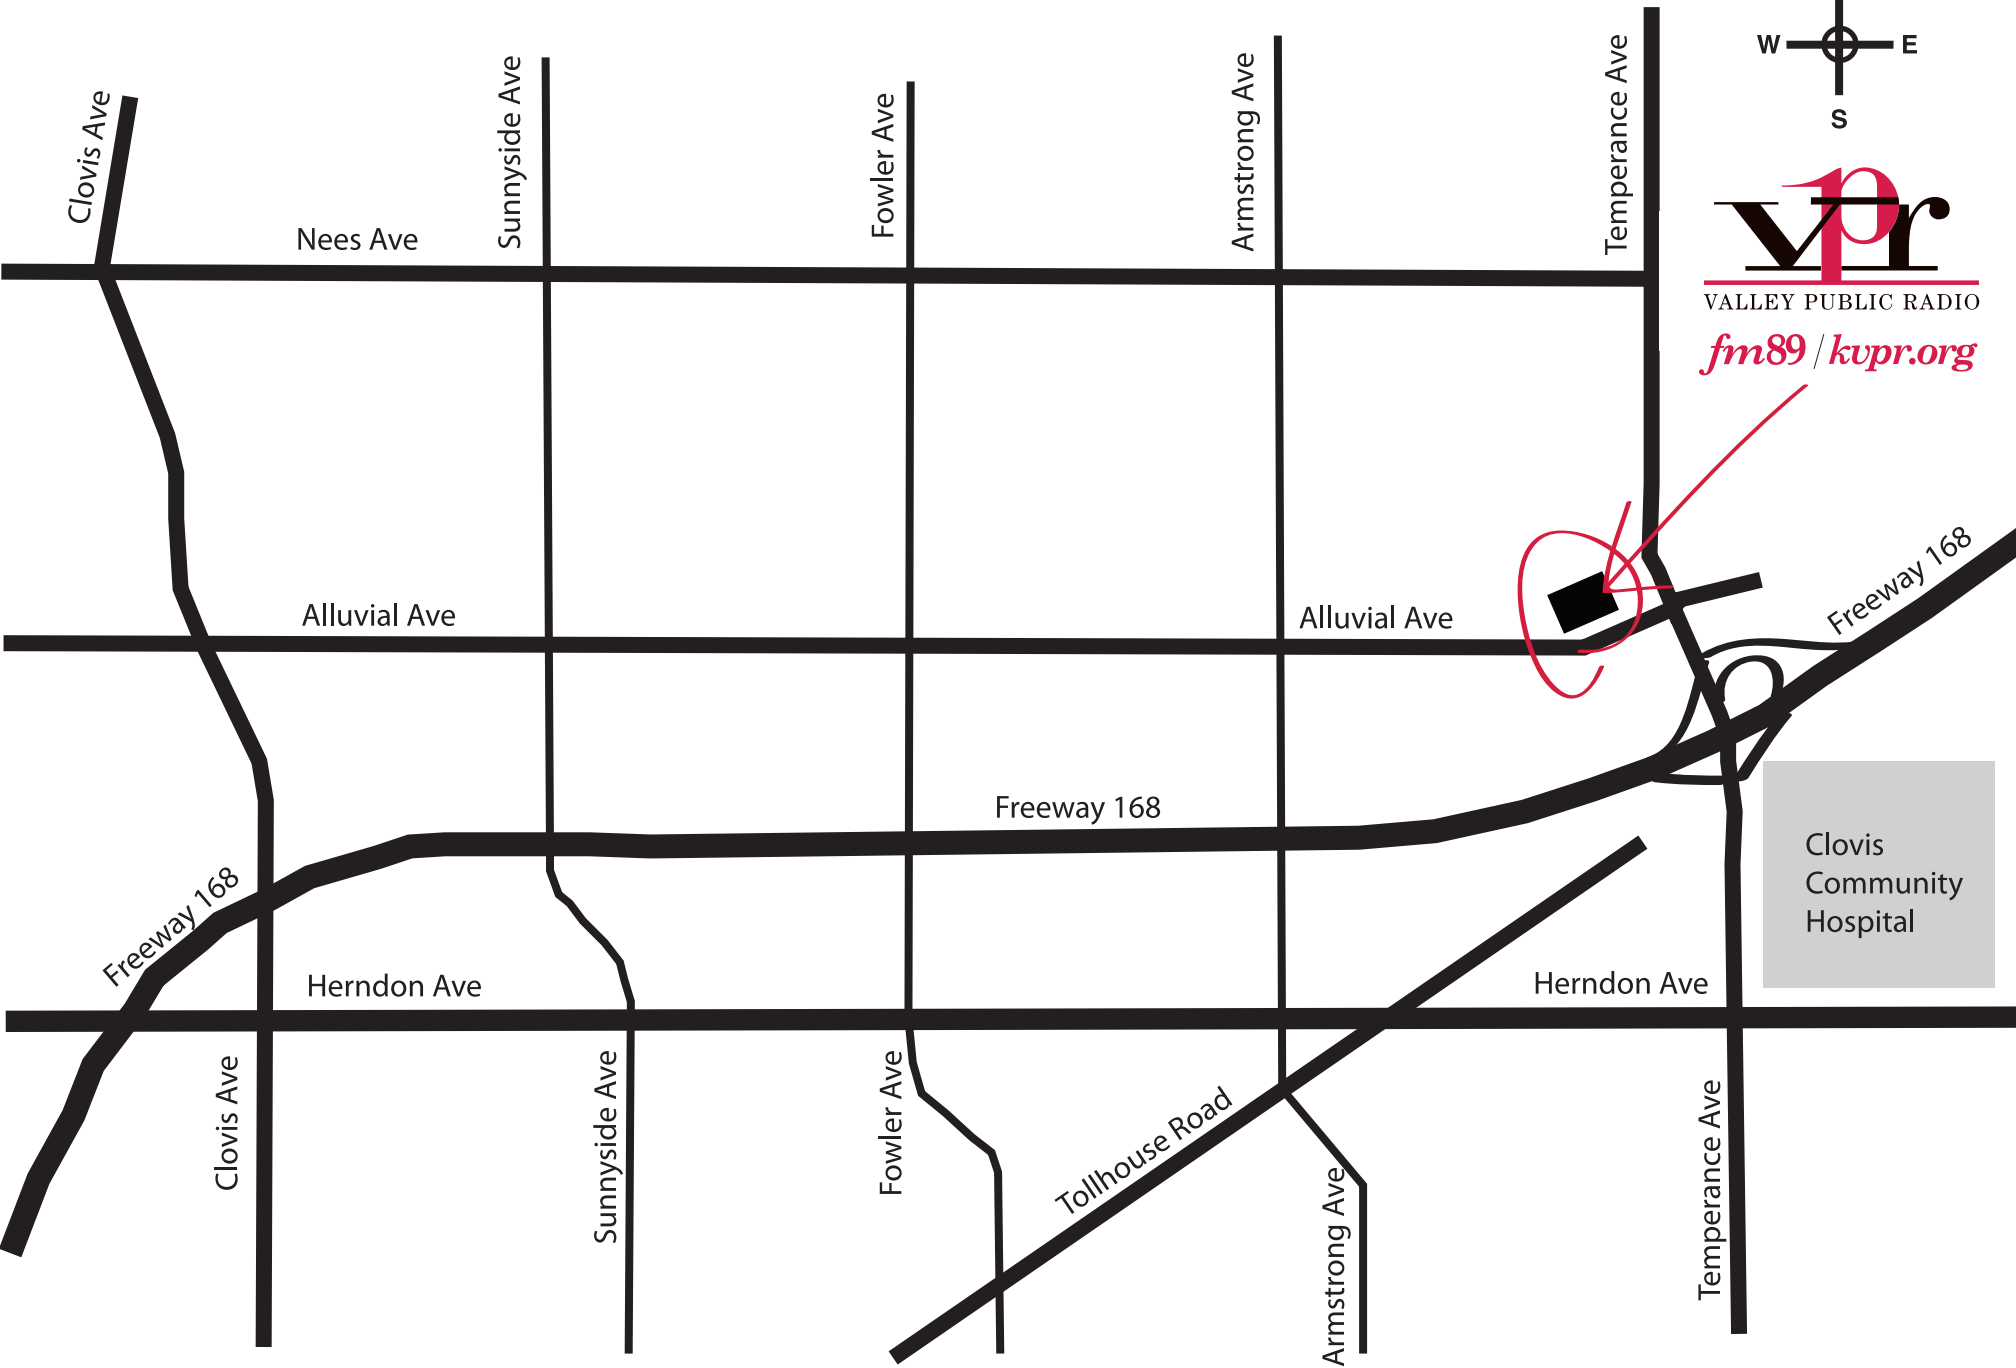 W E
S
Clovis Ave
Sunnyside Ave
Fowler Ave
Armstrong Ave
Temperance Ave
vpr
VALLEY PUBLIC RADIO
fm89/kvpr.org
Nees Ave
Alluvial Ave
Alluvial Ave
Freeway 168
Freeway 168
Freeway 168
Clovis
Community
Hospital
Herndon Ave
Herndon Ave
Clovis Ave
Sunnyside Ave
Fowler Ave
Tollhouse Road
Armstrong Ave
Temperance Ave